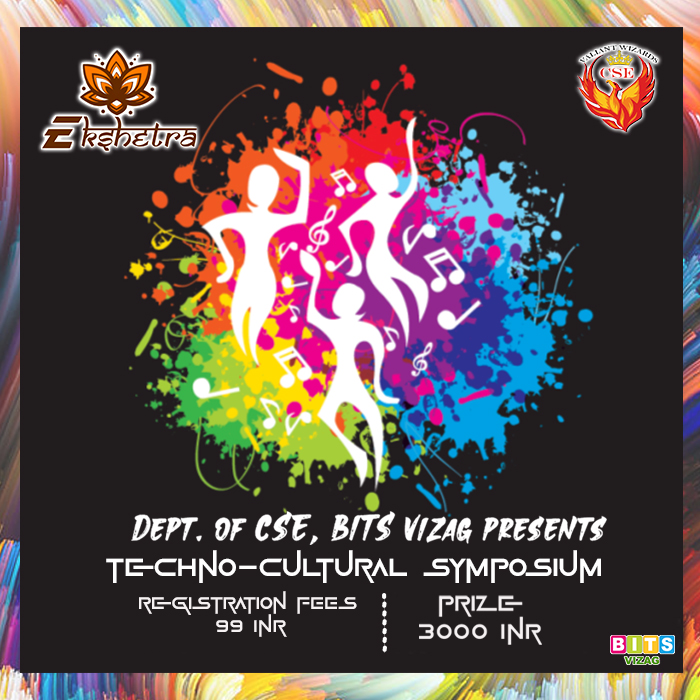 Ekshetra
VALIANT WIZARDS
CSE
DEPT. OF CSE, BITS VIZAG PRESENTS
TECHNO-CULTURAL SYMPOSIUM
REGISTRATION FEES
99 INR
PRIZE
3000 INR
BITS
VIZAG